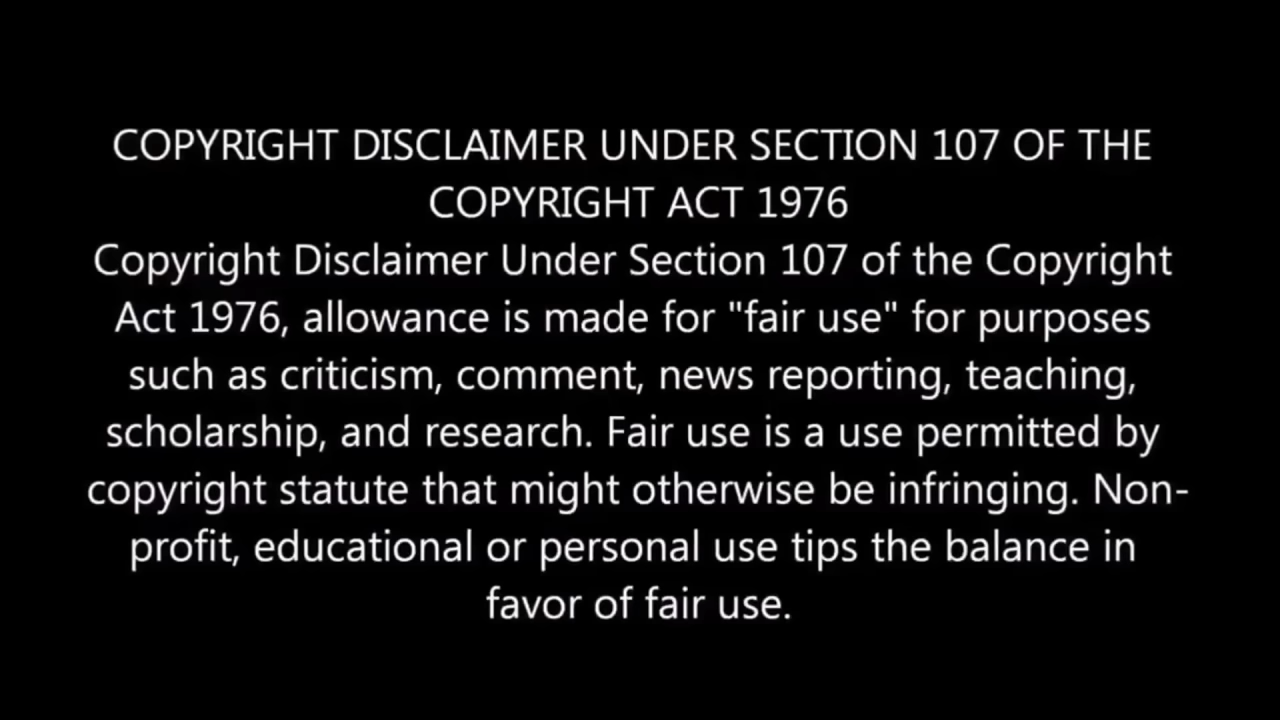 COPYRIGHT DISCLAIMER UNDER SECTION 107 OF THE
COPYRIGHT ACT 1976
Copyright Disclaimer Under Section 107 of the Copyright
Act 1976, allowance is made for "fair use" for purposes
such as criticism, comment, news reporting, teaching,
scholarship, and research. Fair use is a use permitted by
copyright statute that might otherwise be infringing. Non-
profit, educational or personal use tips the balance in
favor of fair use.